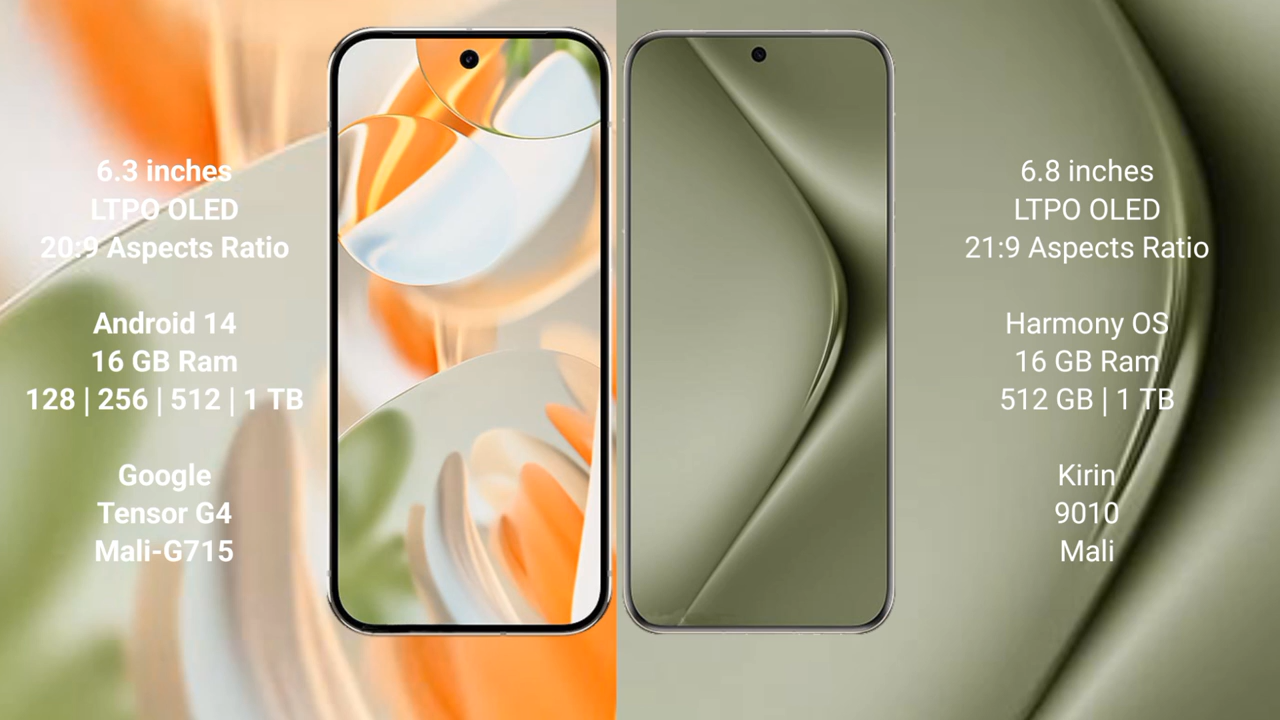 6.3 inches
LTPO OLED
20:9 Aspects Ratio
Android 14
16 GB Ram
128 | 256 | 512 | 1 TB
Google
Tensor G4
Mali-G715
6.8 inches
LTPO OLED
21:9 Aspects Ratio
Harmony OS
16 GB Ram
512 GB | 1 TB
Kirin
9010
Mali